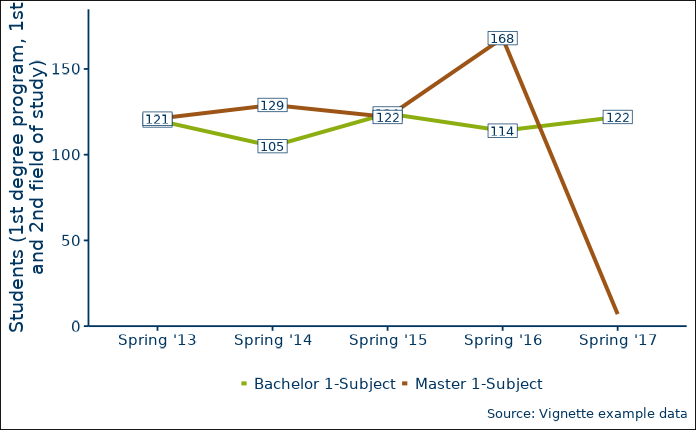 Students (1st degree program, 1st
and 2nd field of study)
150
100
50
0
121
129
105
122
168
114
122
Spring '13
Spring '14
Spring '15
Spring '16
Spring '17
Bachelor 1-Subject
Master 1-Subject
Source: Vignette example data